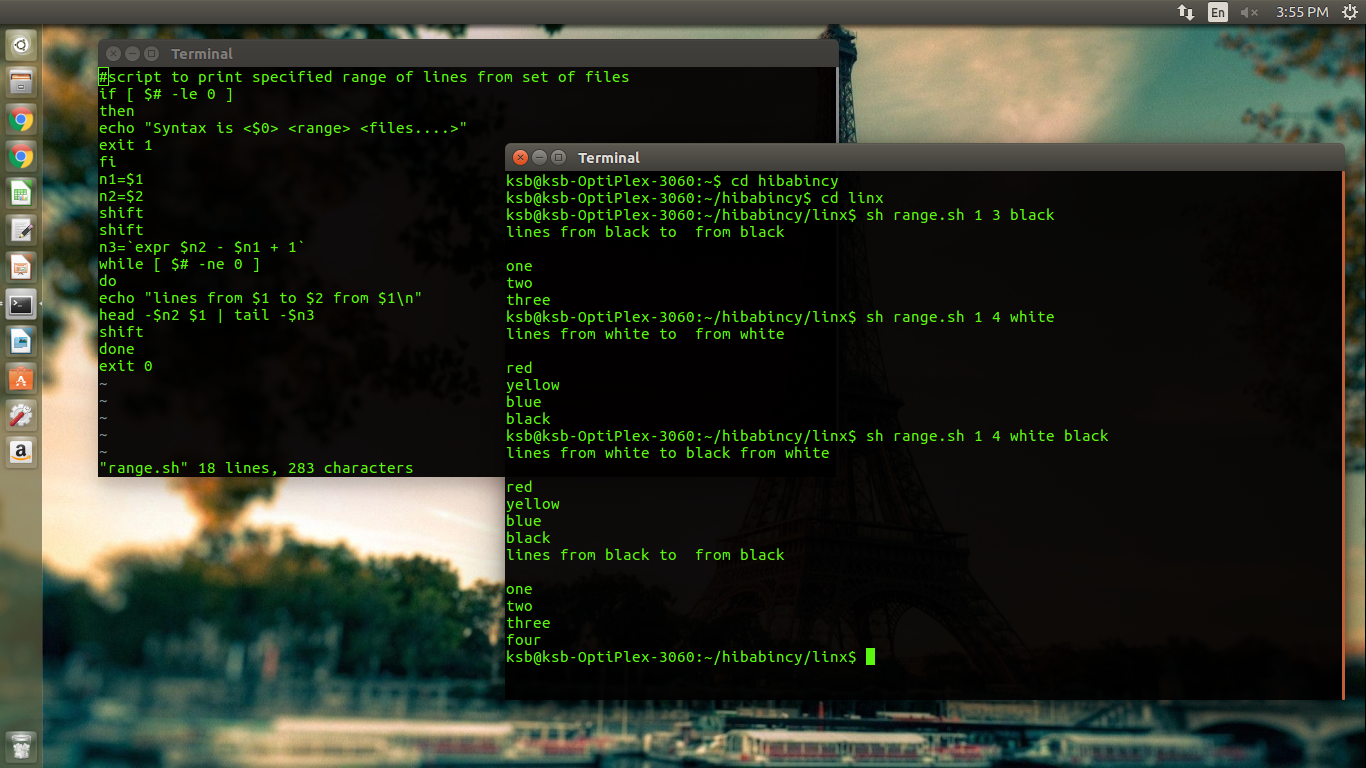 En
3:55 PM
Terminal
#script to print specified range of lines from set of files
if [ $# -le 0 ]
then
echo "Syntax is <$0> <range> <files....>"
exit 1
fi
n1=$1
n2=$2
shift
shift
n3=`expr $n2 - $n1 + 1`
while [ $# -ne 0 ]
do
echo "lines from $1 to $2 from $1\n"
head -$n2 $1 | tail -$n3
shift
done
exit 0
~
~
~
~
~
"range.sh" 18 lines, 283 characters
Terminal
ksb@ksb-OptiPlex-3060:~$ cd hibabincy
ksb@ksb-OptiPlex-3060:~/hibabincy$ cd linx
ksb@ksb-OptiPlex-3060:~/hibabincy/linx$ sh range.sh 1 3 black
lines from black to  from black
one
two
three
ksb@ksb-OptiPlex-3060:~/hibabincy/linx$ sh range.sh 1 4 white
lines from white to  from white
red
yellow
blue
black
ksb@ksb-OptiPlex-3060:~/hibabincy/linx$ sh range.sh 1 4 white black
lines from white to black from white
red
yellow
blue
black
lines from black to  from black
one
two
three
four
ksb@ksb-OptiPlex-3060:~/hibabincy/linx$